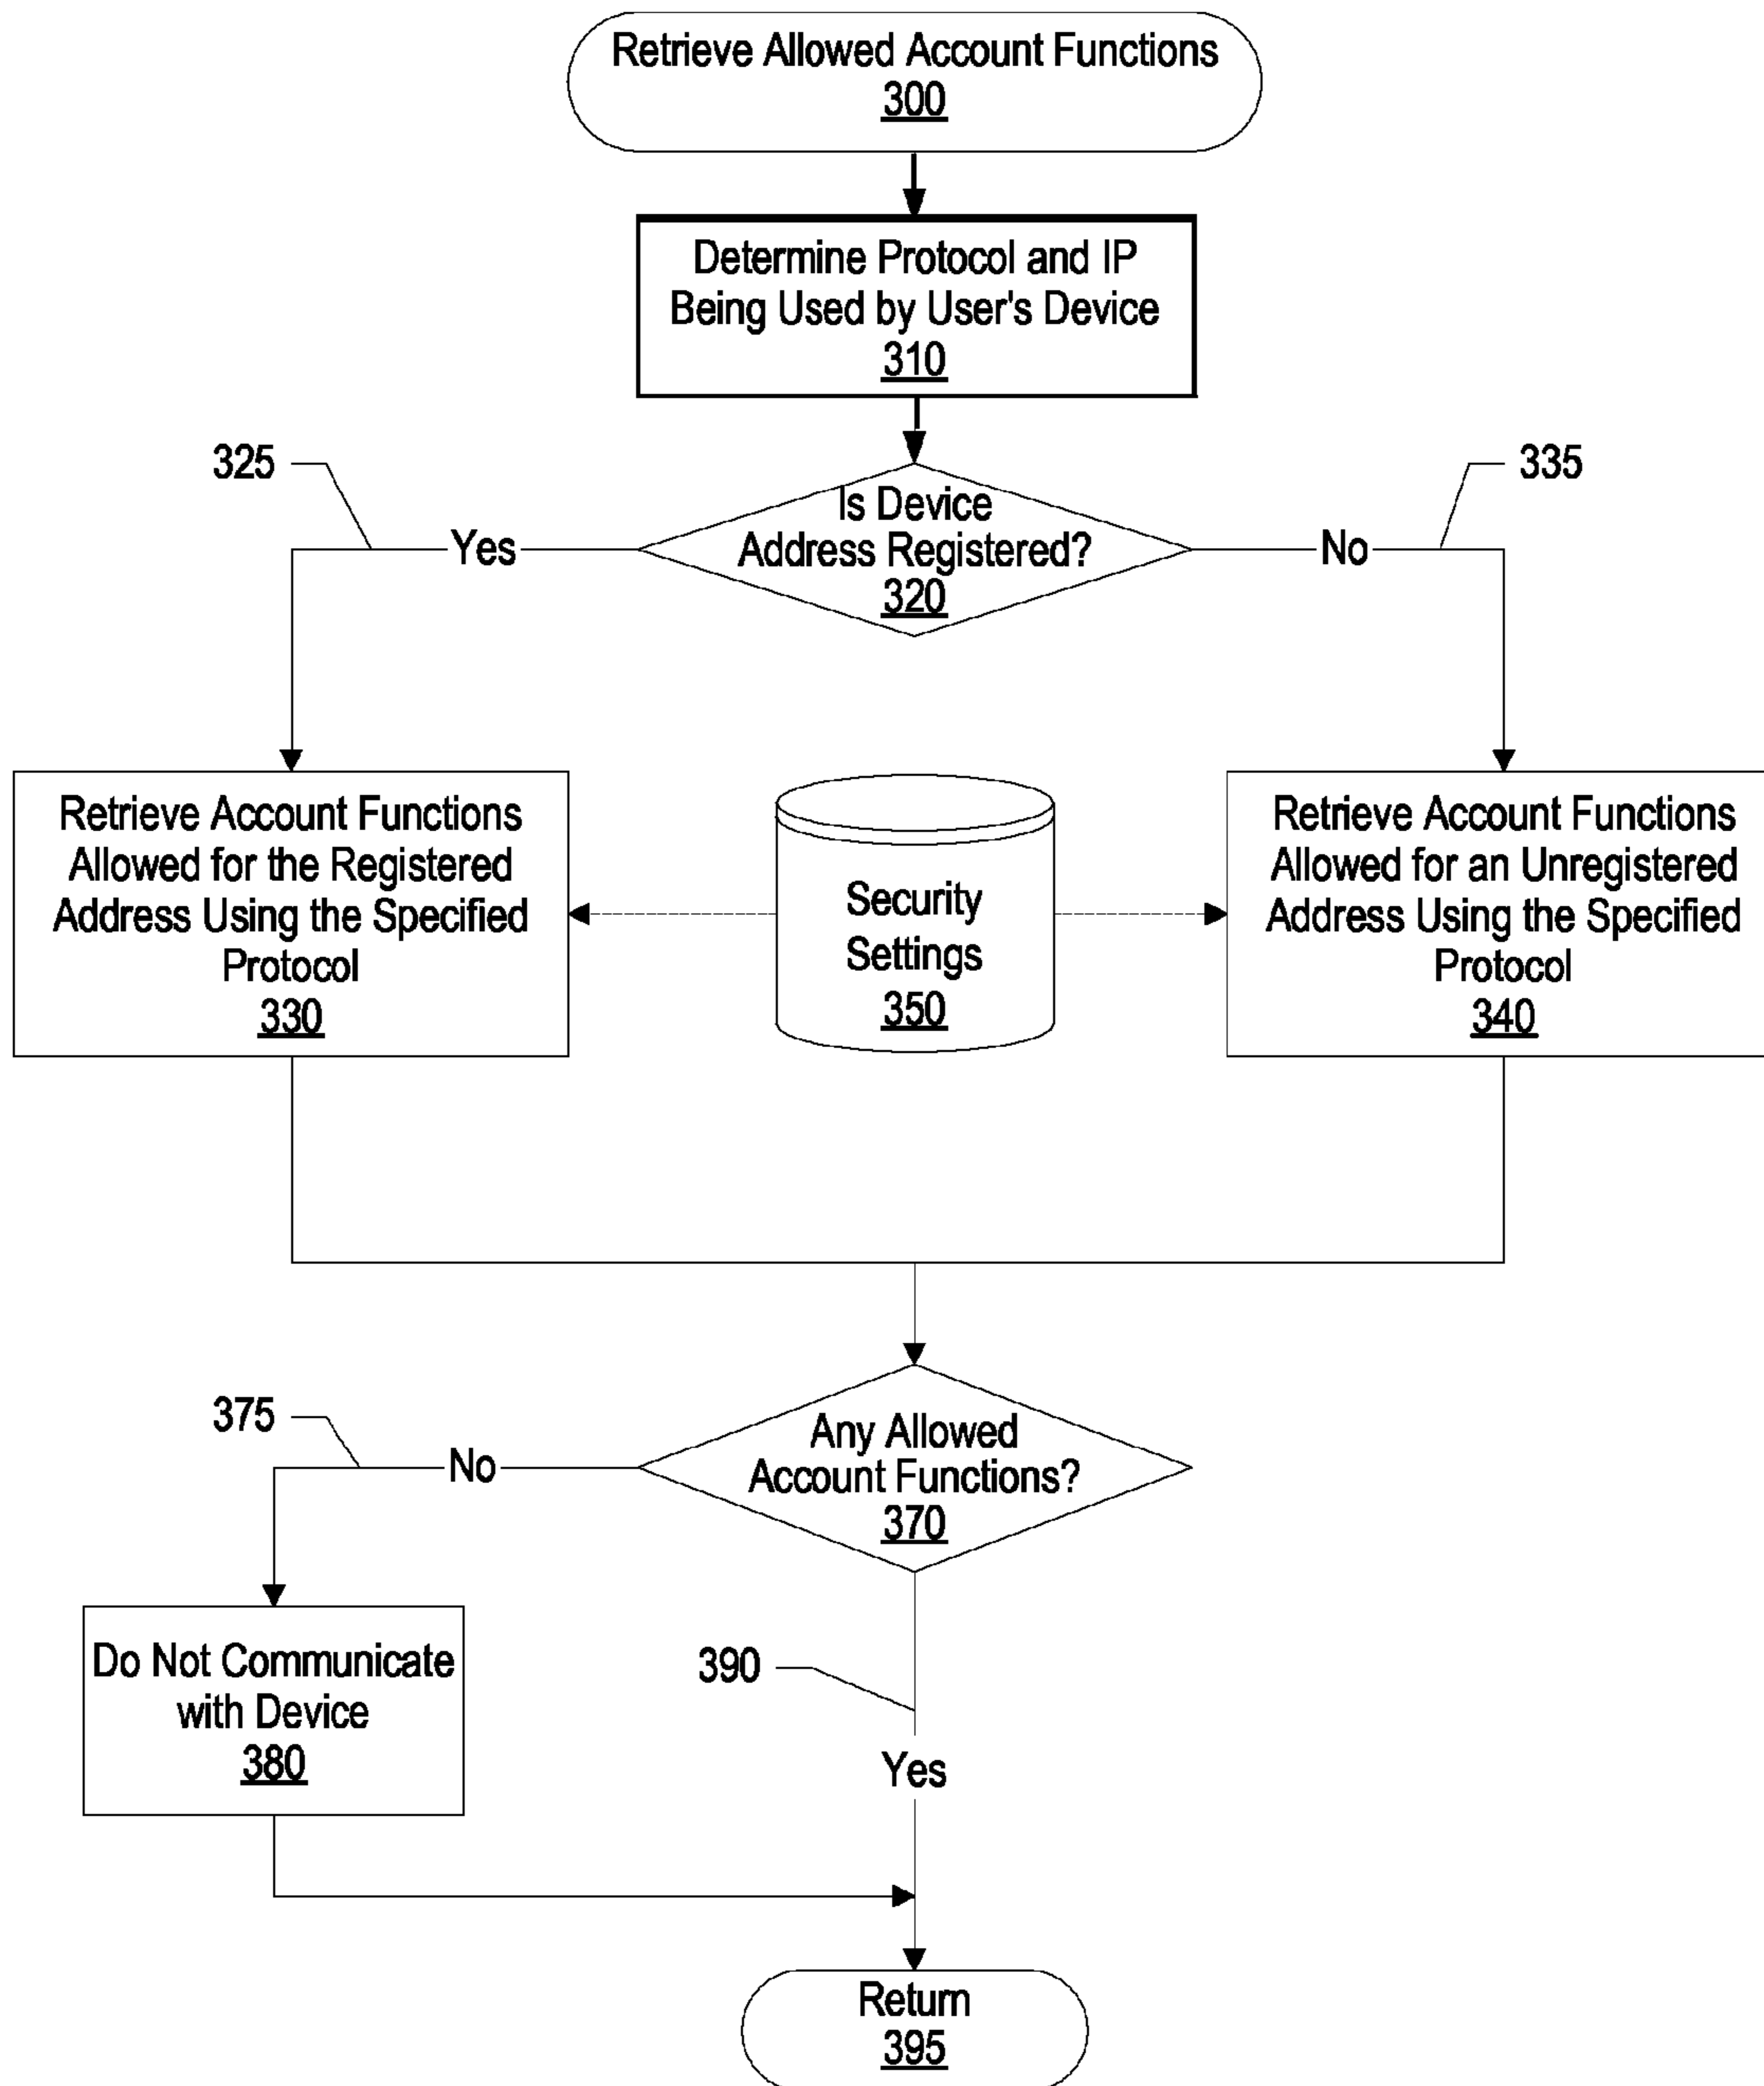 Retrieve Allowed Account Functions
300
Determine Protocol and IP
Being Used by User's Device
310
325
335
Is Device
Address Registered?
320
Yes
No
Retrieve Account Functions
Allowed for the Registered
Address Using the Specified
Protocol
330
Security
Settings
350
Retrieve Account Functions
Allowed for an Unregistered
Address Using the Specified
Protocol
340
375
No
Any Allowed
Account Functions?
370
Do Not Communicate
with Device
380
390
Yes
Return
395